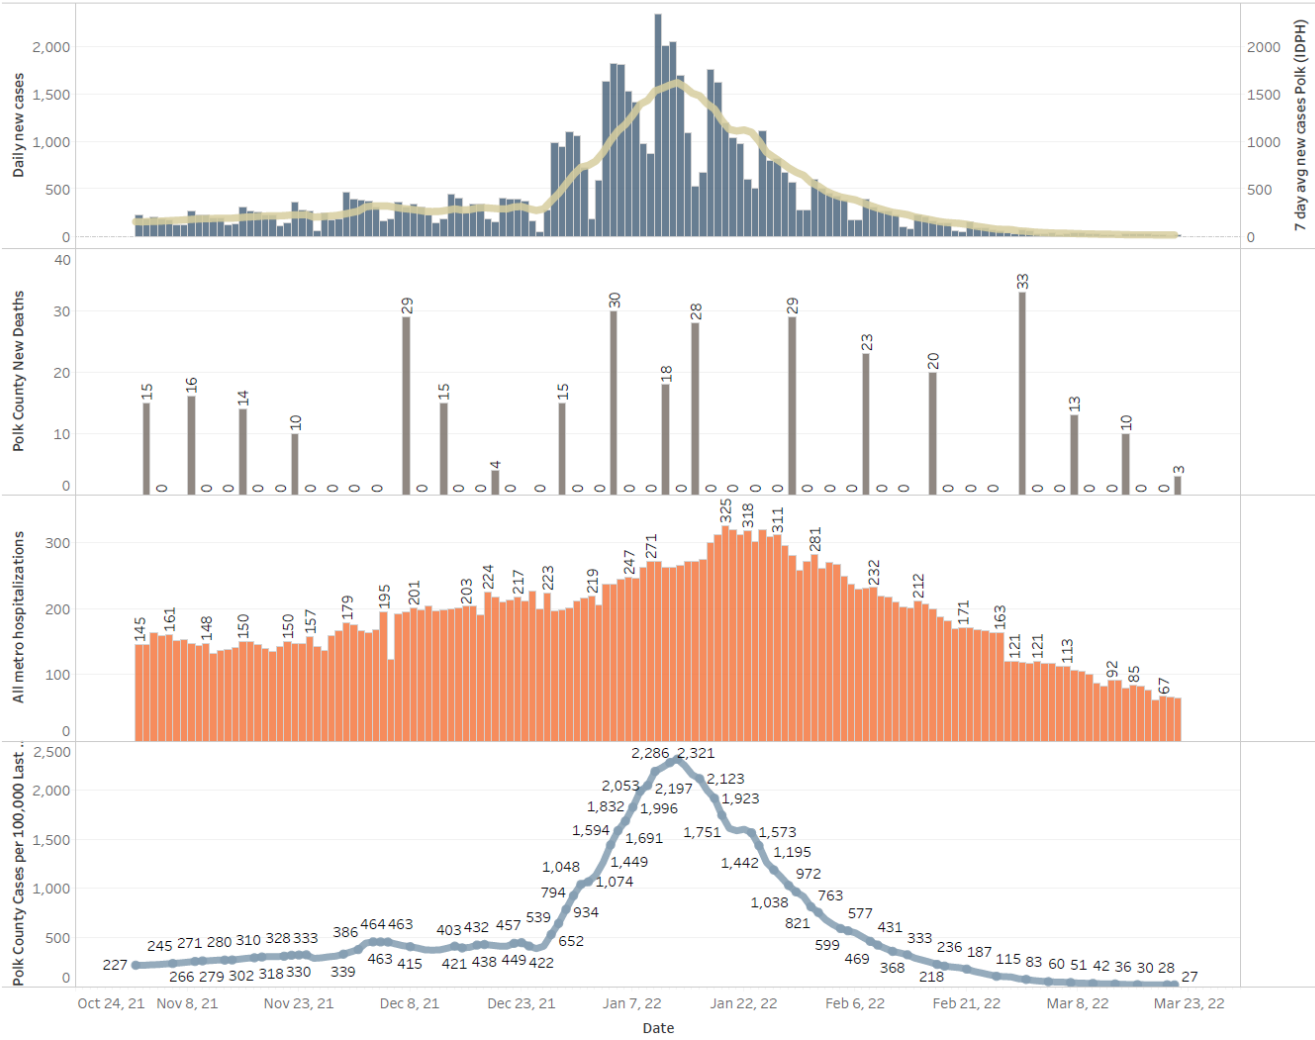 Daily new cases
2,000
1,500
1,000
500
0
2000
1500
1000
500
0
7 day avg new cases Polk (IDPH)
Polk County New Deaths
40
30
20
10
0
15 0 16 0 0 14 0 0 10 0 0 0 0 29 0 15 0 0 4 0 0 15 0 0 30 0 0 18 0 28 0 0 0 29 0 0 0 23 0 0 20 0 0 0 33 0 0 13 0 10 0 0 3
All metro hospitalizations
300
200
100
0
145 161 148 150 150 157 179 195 201 203 224 217 223 219 247 271 325 318 311 281 232 212 171 163 121 121 113 92 85 67
Polk County Cases per 100,000 Last ..
2,500
2,000
1,500
1,000
500
0
2,286 2,321
2,053 2,197 2,123
1,832 1,996 1,923
1,594 1,691 1,751 1,573
1,048 1,449 1,442 1,195
794 1,074 972
934 1,038 763
539 652 821 577
227 245 271 280 310 328 333 386 464 463 403 432 457 599 431 333 236 187 115 83 60 51 42 36 30 28 27
266 279 302 318 330 339 463 415 421 438 449 422 469 368 218
Oct 24, 21 Nov 8, 21 Nov 23, 21 Dec 8, 21 Dec 23, 21 Jan 7, 22 Jan 22, 22 Feb 6, 22 Feb 21, 22 Mar 8, 22 Mar 23, 22
Date